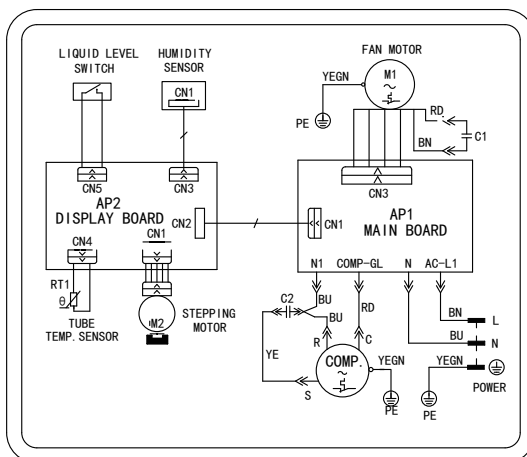 LIQUID LEVEL
SWITCH
HUMIDITY
SENSOR
CN1
FAN MOTOR
M1
YEGN
PE
RD.
BN
C1
CN5
CN3
AP2
DISPLAY BOARD
CN2
CN4
CN1
RT1
θ
TUBE
TEMP. SENSOR
M2
STEPPING
MOTOR
CN3
CN1
AP1
MAIN BOARD
N1
COMP-GL
N
AC-L1
C2
BU
BU
RD
YE
R
C
S
COMP.
YEGN
PE
BN
L
BU
N
YEGN
PE
POWER